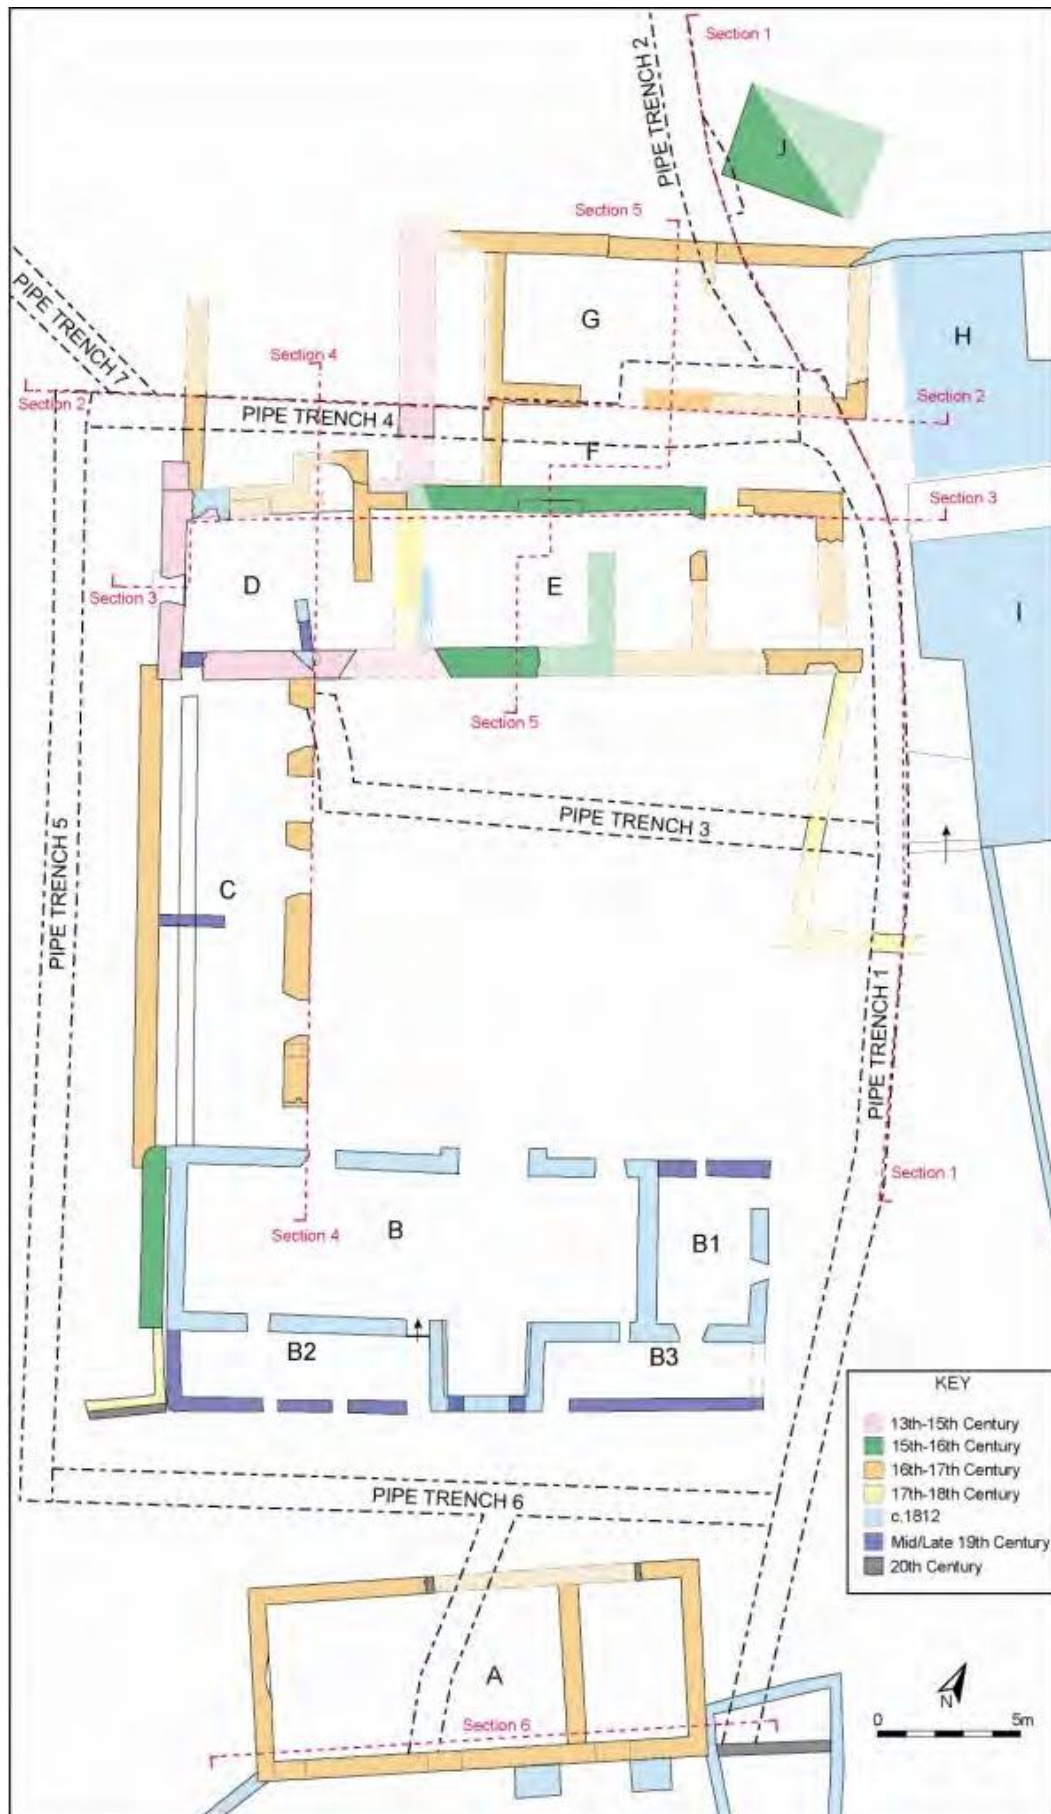 Section 1
PIPE TRENCH 2
J
Section 5
G
PIPE TRENCH 7
H
Section 4
Section 2
PIPE TRENCH 4
Section 2
F
Section 3
D
E
Section 3
I
Section 5
PIPE TRENCH 3
PIPE TRENCH 5
C
PIPE TRENCH 1
Section 1
Section 4
B
B1
B2
B3
KEY
13th-15th Century
15th-16th Century
16th-17th Century
17th-18th Century
c.1812
Mid/Late 19th Century
20th Century
PIPE TRENCH 6
A
Section 6
N
0 5m